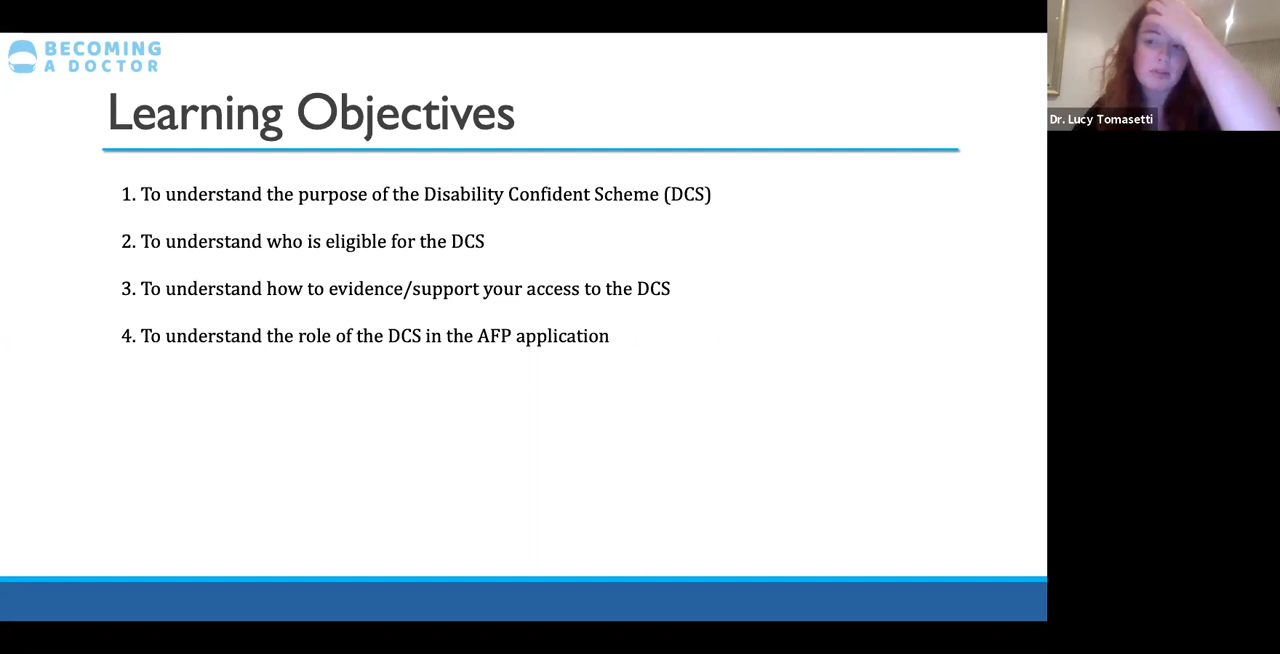 BECOMING
A DOCTOR
Learning Objectives
1. To understand the purpose of the Disability Confident Scheme (DCS)
2. To understand who is eligible for the DCS
3. To understand how to evidence/support your access to the DCS
4. To understand the role of the DCS in the AFP application
Dr. Lucy Tomasetti